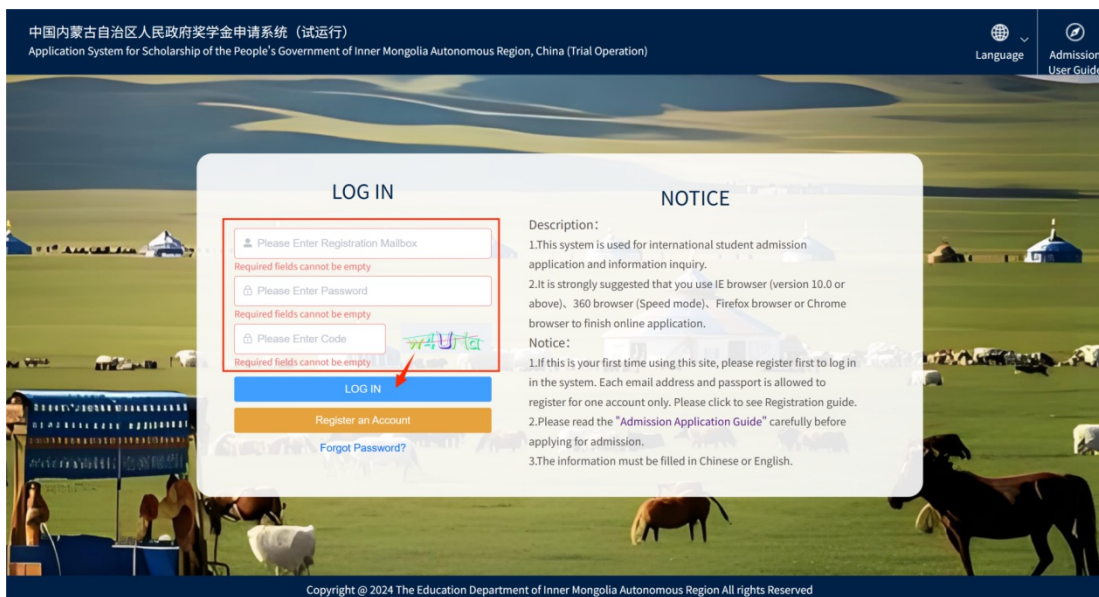 中国内蒙古自治区人民政府奖学金申请系统（试运行）
Application System for Scholarship of the People's Government of Inner Mongolia Autonomous Region, China (Trial Operation)
Language
Admission
User Guide
LOG IN
Please Enter Registration Mailbox
Required fields cannot be empty
Please Enter Password
Required fields cannot be empty
Please Enter Code
Required fields cannot be empty
LOG IN
Register an Account
Forgot Password?
NOTICE
Description：
1.This system is used for international student admission
application and information inquiry.
2.It is strongly suggested that you use IE browser (version 10.0 or
above)、360 browser (Speed mode)、Firefox browser or Chrome
browser to finish online application.
Notice：
1.If this is your first time using this site, please register first to log in
in the system. Each email address and passport is allowed to
register for one account only. Please click to see Registration guide.
2.Please read the "Admission Application Guide" carefully before
applying for admission.
3.The information must be filled in Chinese or English.
Copyright @ 2024 The Education Department of Inner Mongolia Autonomous Region All rights Reserved